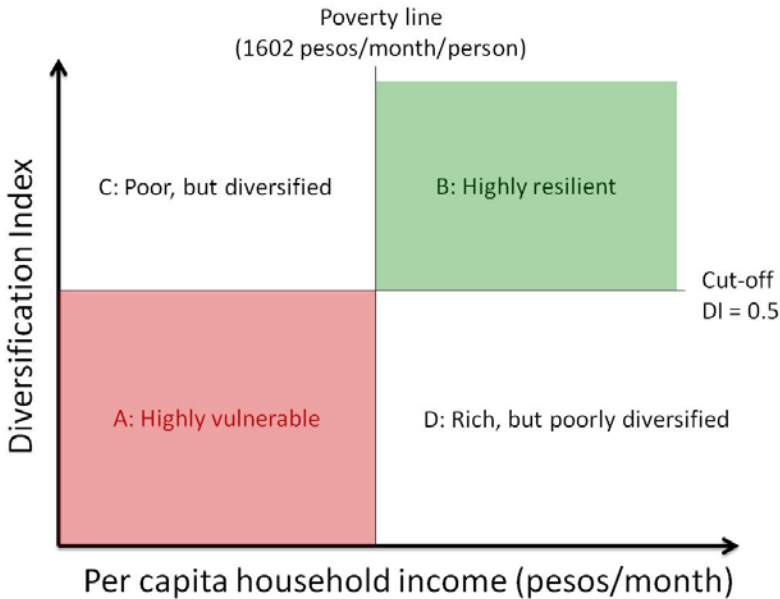 Poverty line
(1602 pesos/month/person)
C: Poor, but diversified
B: Highly resilient
Cut-off
DI = 0.5
Diversification Index
A: Highly vulnerable
D: Rich, but poorly diversified
Per capita household income (pesos/month)